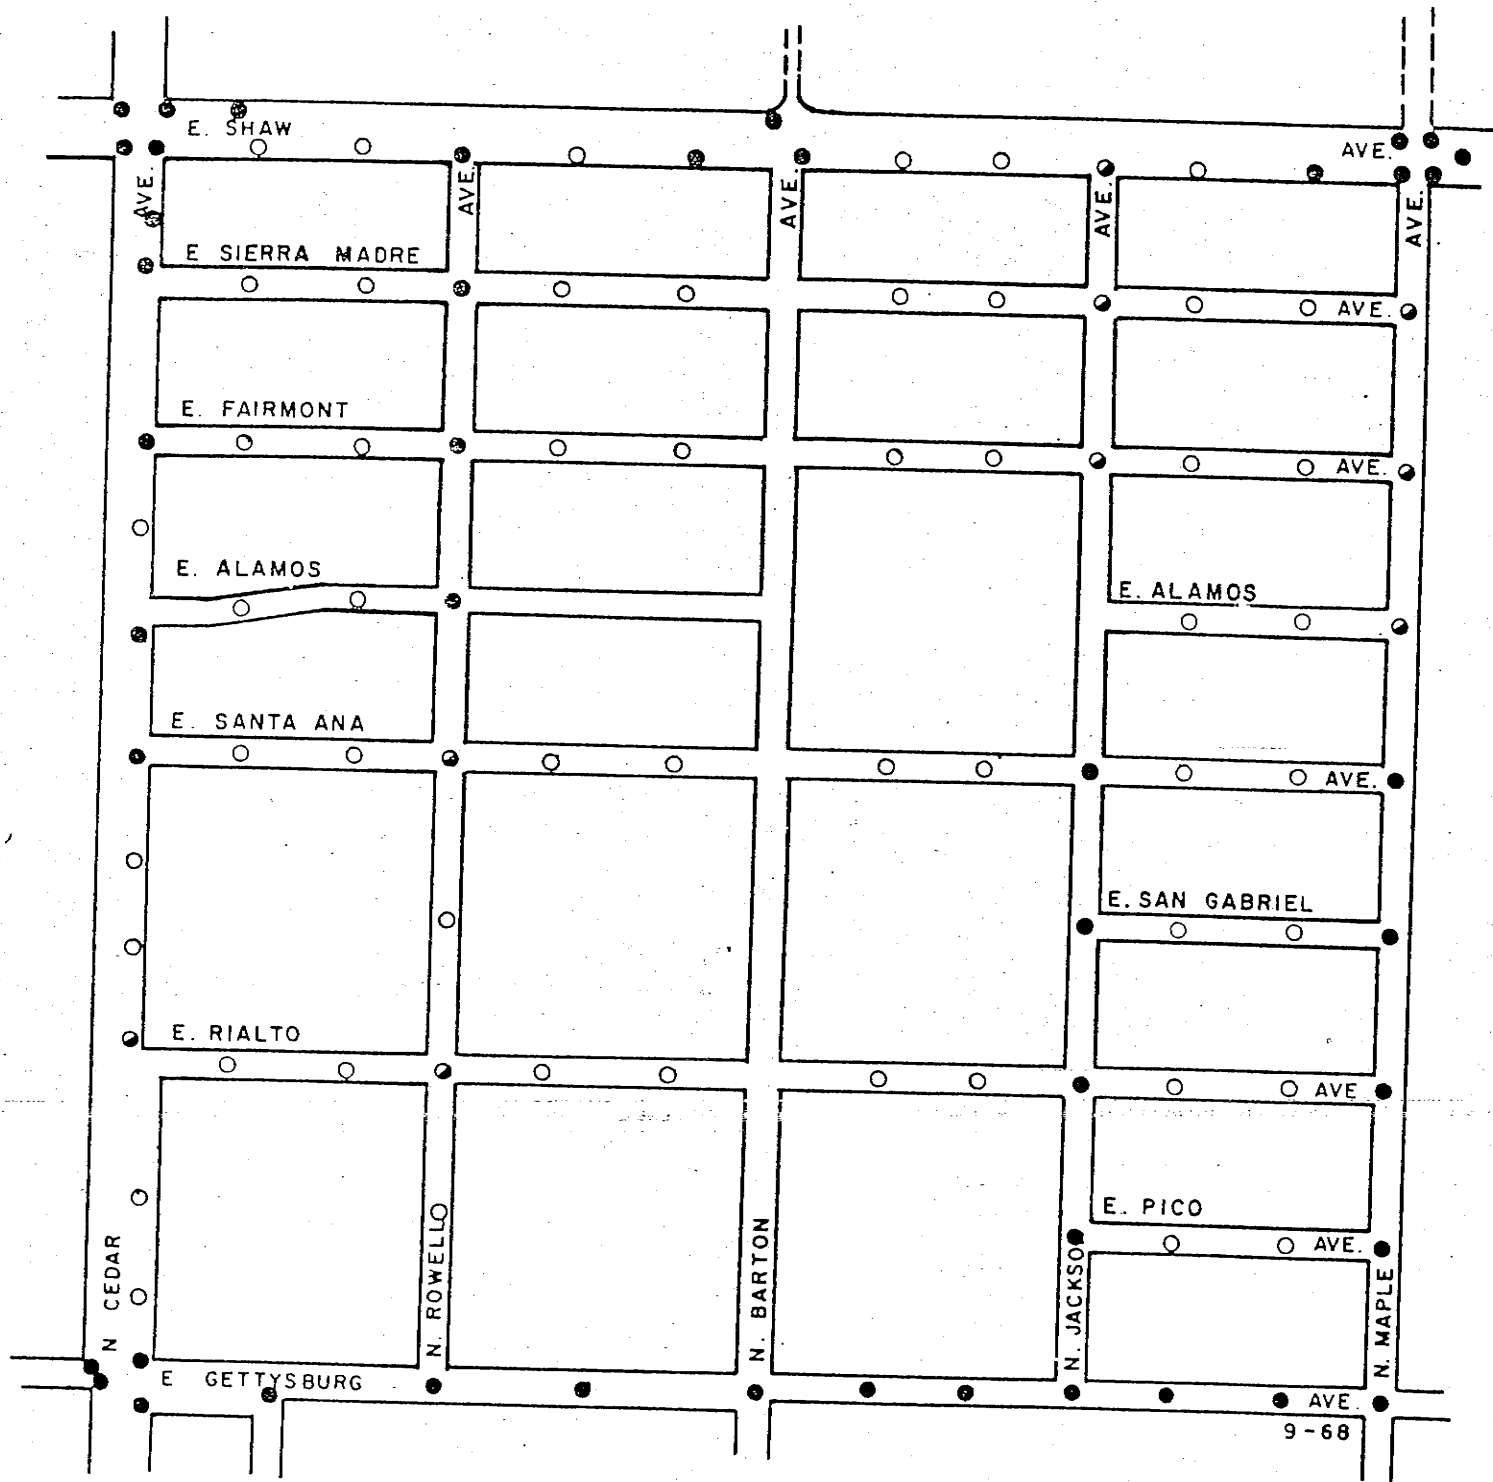 E. SHAW
AVE.
AVE.
AVE.
AVE.
AVE.
AVE.
E SIERRA MADRE
AVE.
E. FAIRMONT
AVE.
E. ALAMOS
E. ALAMOS
E. SANTA ANA
AVE.
E. SAN GABRIEL
E. RIALTO
AVE
E. PICO
AVE.
N CEDAR
N. ROWELL
N. BARTON
N. JACKSO
N. MAPLE
E GETTYSBURG
AVE.
9-68